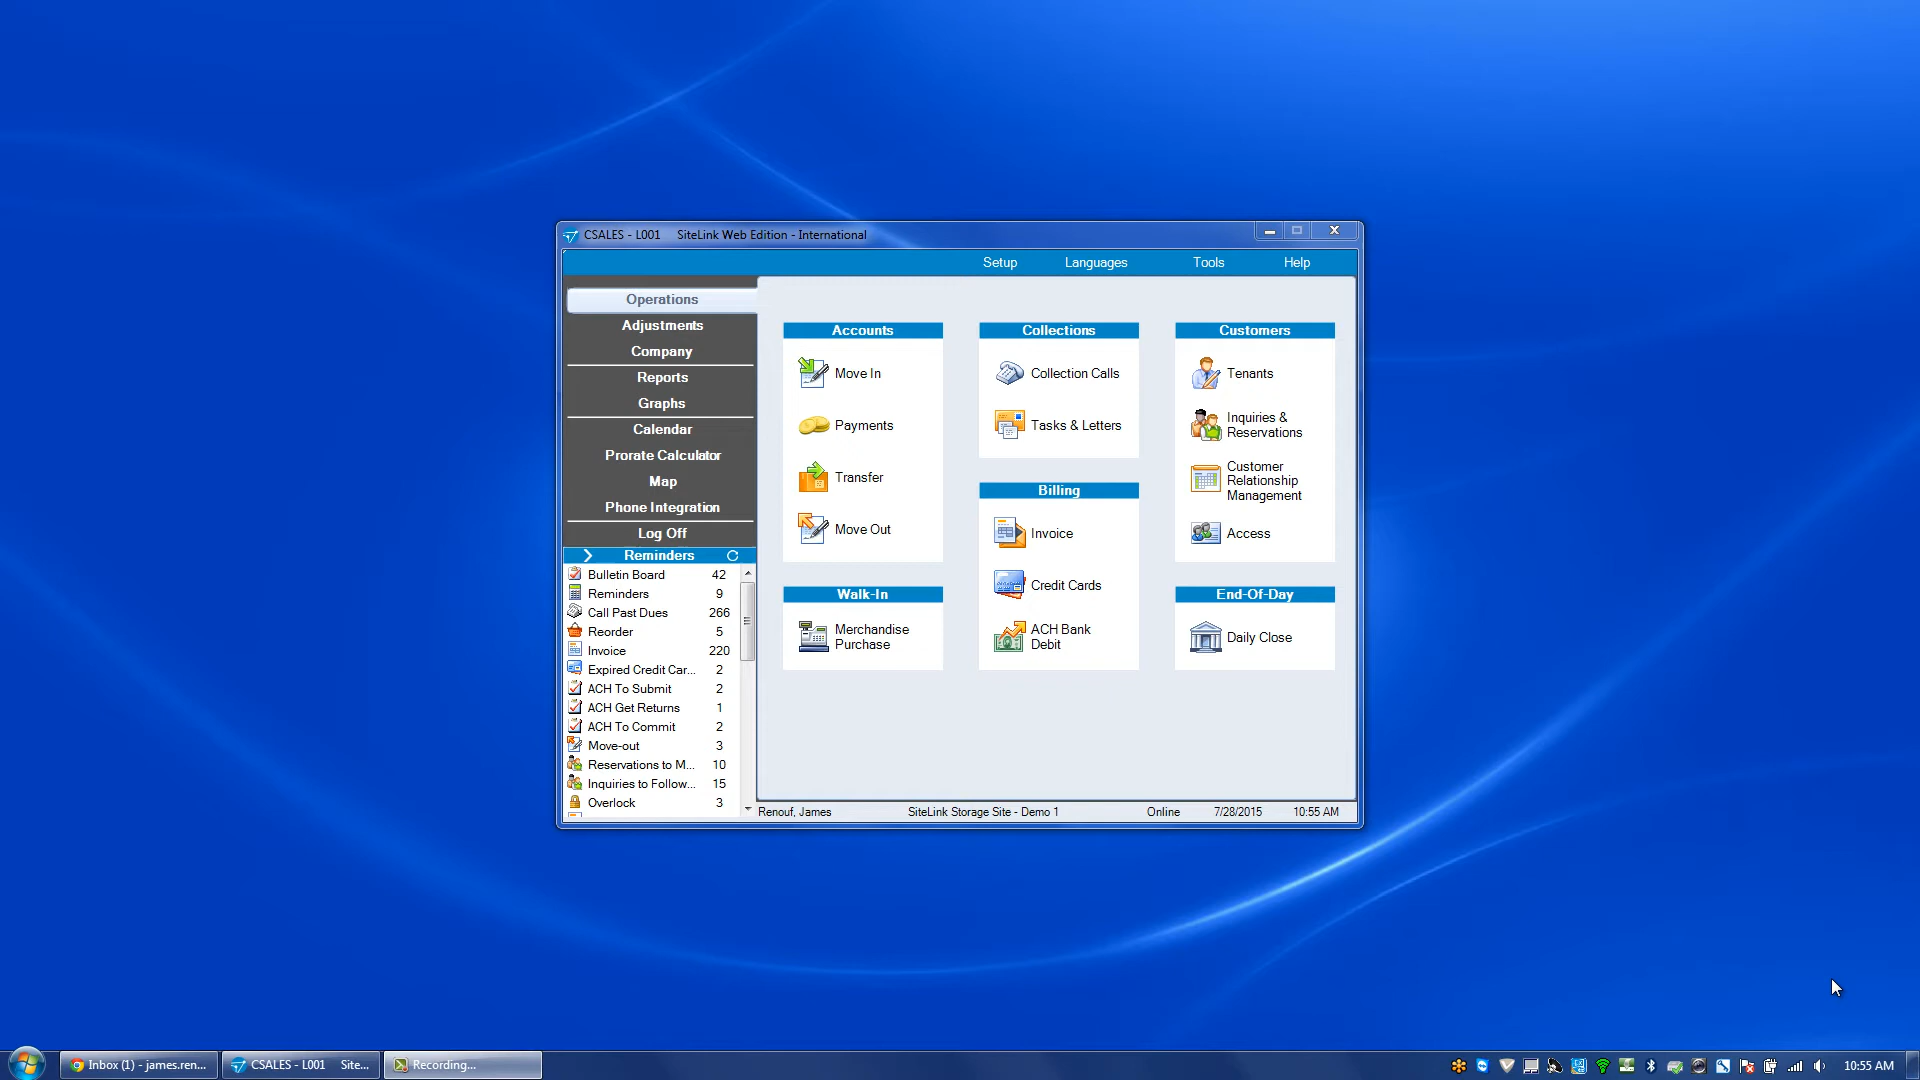 CSALES - L001 SiteLink Web Edition - International
Setup Languages Tools Help
Operations
Adjustments
Company
Reports
Graphs
Calendar
Prorate Calculator
Map
Phone Integration
Log Off
Reminders
Bulletin Board 42
Reminders 9
Call Past Dues 266
Reorder 5
Invoice 220
Expired Credit Car... 2
ACH To Submit 2
ACH Get Returns 1
ACH To Commit 2
Move-out 3
Reservations to M... 10
Inquiries to Follow... 15
Overlock 3
Accounts
Move In
Payments
Transfer
Move Out
Walk-In
Merchandise
Purchase
Collections
Collection Calls
Tasks & Letters
Billing
Invoice
Credit Cards
ACH Bank
Debit
Customers
Tenants
Inquiries &
Reservations
Customer
Relationship
Management
Access
End-Of-Day
Daily Close
Renouf, James SiteLink Storage Site - Demo 1 Online 7/28/2015 10:55 AM
Inbox (1) - james.ren... CSALES - L001 Site... Recording... 10:55 AM